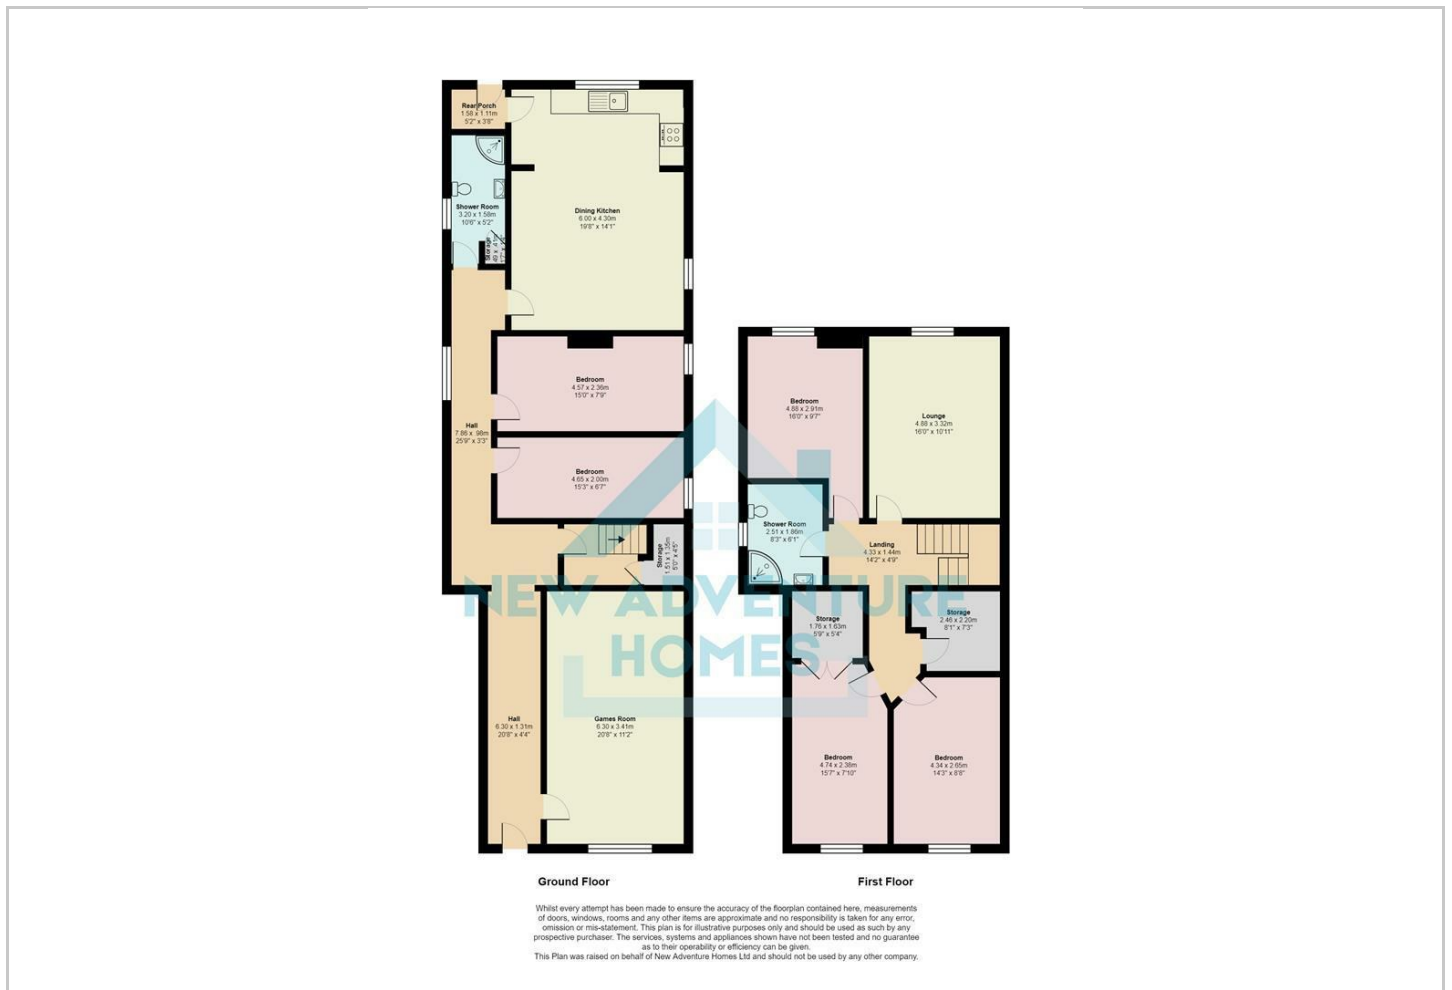 Rear Porch
1.58 x 1.11m
5'2" x 3'8"
Shower Room
3.20 x 1.58m
10'6" x 5'2"
Storage
Dining Kitchen
6.00 x 4.30m
19'8" x 14'1"
Bedroom
4.57 x 2.36m
15'0" x 7'9"
Hall
7.86 x .98m
25'9" x 3'3"
Bedroom
4.65 x 2.00m
15'3" x 6'7"
Storage
1.51 x 1.35m
5'0" x 4'5"
Hall
6.30 x 1.31m
20'8" x 4'4"
Games Room
6.30 x 3.41m
20'8" x 11'2"
Ground Floor
Bedroom
4.88 x 2.91m
16'0" x 9'7"
Lounge
4.88 x 3.32m
16'0" x 10'11"
Shower Room
2.51 x 1.86m
8'3" x 6'1"
Landing
4.33 x 1.44m
14'2" x 4'9"
Storage
1.76 x 1.63m
5'9" x 5'4"
Storage
2.46 x 2.20m
8'1" x 7'3"
Bedroom
4.74 x 2.38m
15'7" x 7'10"
Bedroom
4.34 x 2.65m
14'3" x 8'8"
First Floor
NEW ADVENTURE
HOMES
Whilst every attempt has been made to ensure the accuracy of the floorplan contained here, measurements
of doors, windows, rooms and any other items are approximate and no responsibility is taken for any error,
omission or mis-statement. This plan is for illustrative purposes only and should be used as such by any
prospective purchaser. The services, systems and appliances shown have not been tested and no guarantee
as to their operability or efficiency can be given.
This Plan was raised on behalf of New Adventure Homes Ltd and should not be used by any other company.